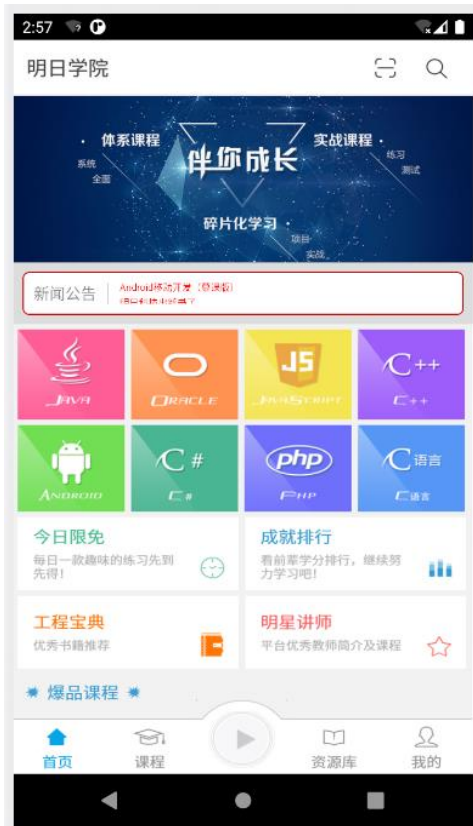 2:57
明日学院
体系课程
实战课程
系统
全面
伴你成长
练习
测试
碎片化学习
项目
实战
新闻公告
Android移动开发（慕课版）
JAVA
ORACLE
JS
JAVASCRIPT
C++
C++
ANDROID
C#
C#
php
PHP
C语言
C语言
今日限免
每日一款趣味的练习先到
先得！
成就排行
看前辈学分排行，继续努
力学习吧！
工程宝典
优秀书籍推荐
明星讲师
平台优秀教师简介及课程
爆品课程
首页
课程
资源库
我的